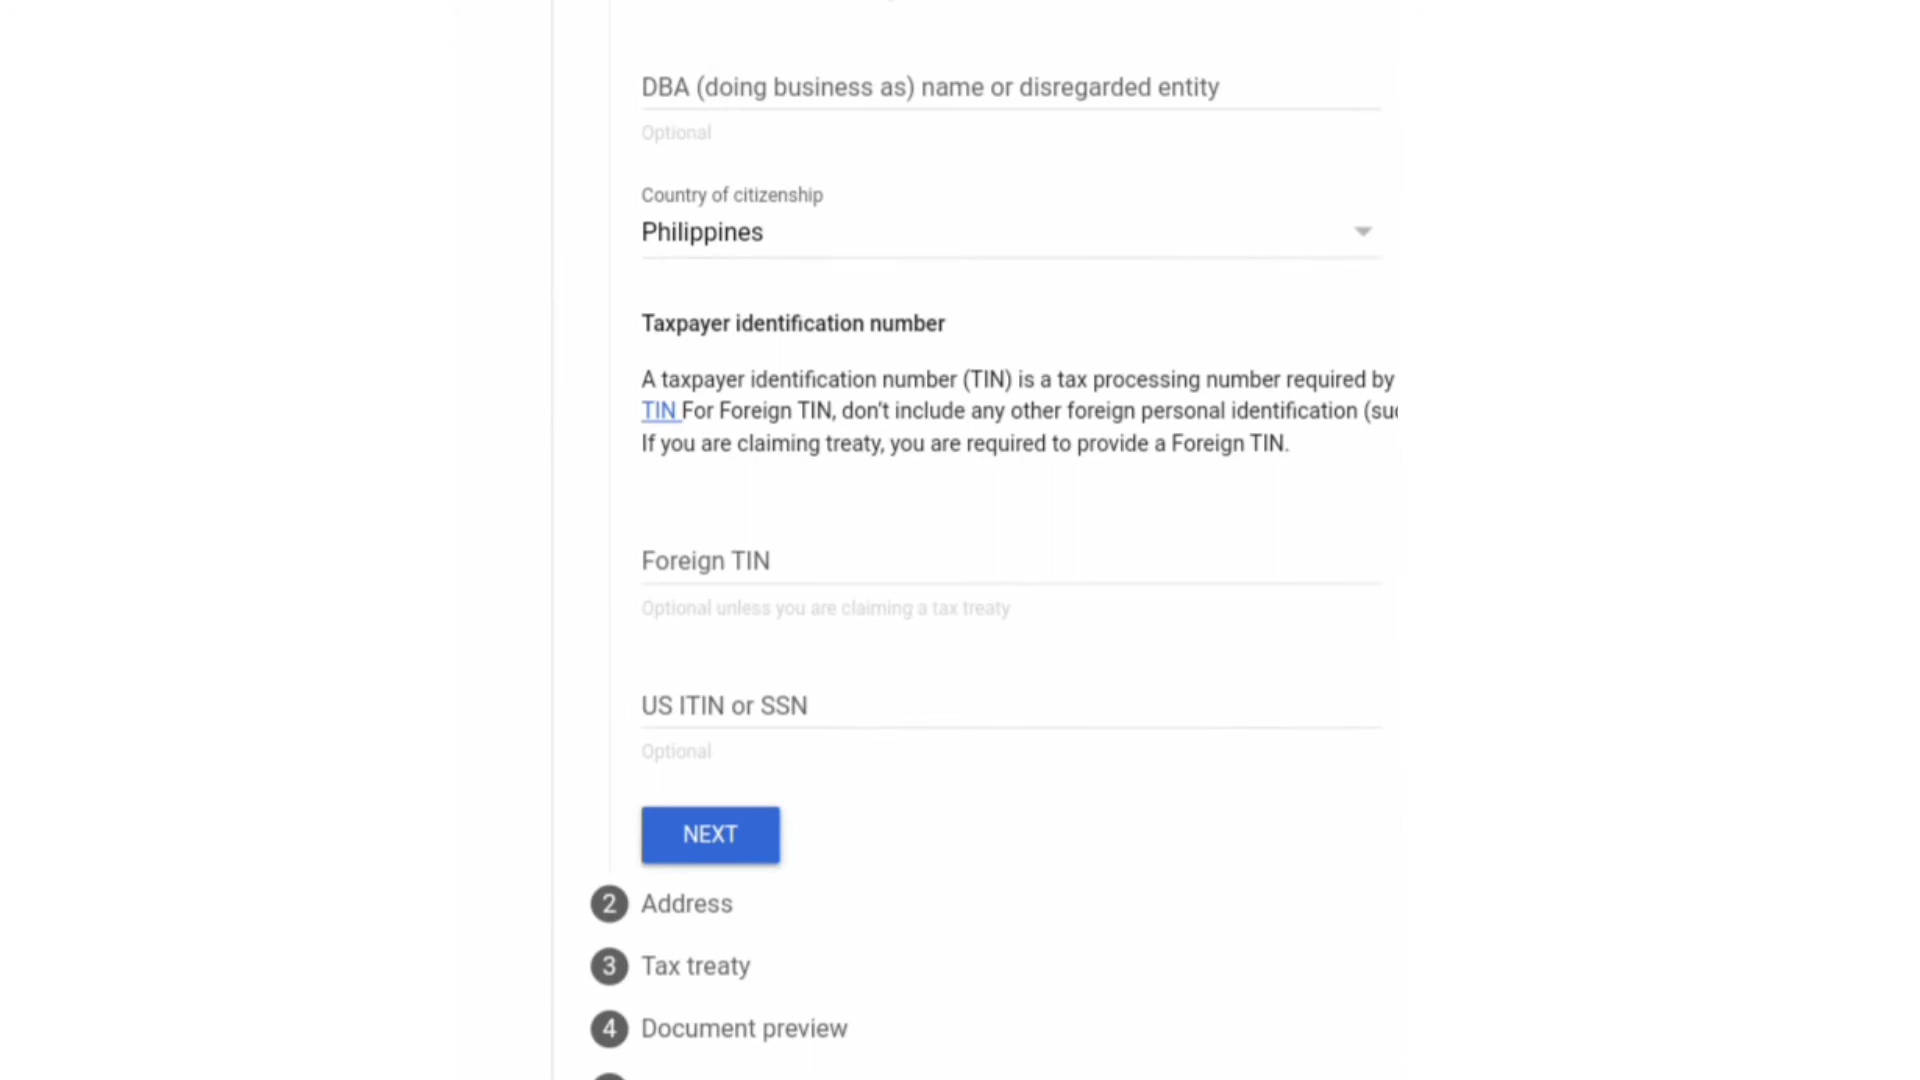 DBA (doing business as) name or disregarded entity
Optional
Country of citizenship
Philippines
Taxpayer identification number
A taxpayer identification number (TIN) is a tax processing number required by
TIN For Foreign TIN, don't include any other foreign personal identification (suc
If you are claiming treaty, you are required to provide a Foreign TIN.
Foreign TIN
Optional unless you are claiming a tax treaty
US ITIN or SSN
Optional
NEXT
2 Address
3 Tax treaty
4 Document preview